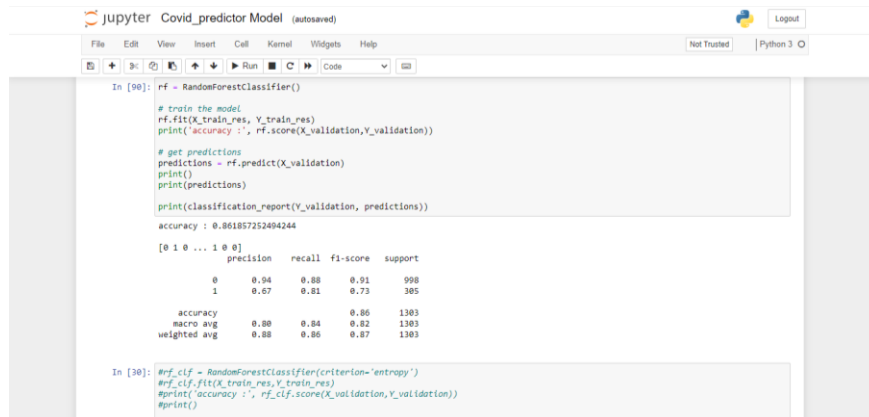 jupyter Covid_predictor Model (autosaved)
Logout
File Edit View Insert Cell Kernel Widgets Help
Not Trusted Python 3
Run Code
In [90]: rf = RandomForestClassifier()
# train the model
rf.fit(X_train_res, Y_train_res)
print('accuracy :', rf.score(X_validation,Y_validation))
# get predictions
predictions = rf.predict(X_validation)
print()
print(predictions)
print(classification_report(Y_validation, predictions))
accuracy : 0.861857252494244
[0 1 0 ... 1 0 0]
precision recall f1-score support
0 0.94 0.88 0.91 998
1 0.67 0.81 0.73 305
accuracy 0.86 1303
macro avg 0.80 0.84 0.82 1303
weighted avg 0.88 0.86 0.87 1303
In [30]: #rf_clf = RandomForestClassifier(criterion='entropy')
#rf_clf.fit(X_train_res,Y_train_res)
#print('accuracy :', rf_clf.score(X_validation,Y_validation))
#print()